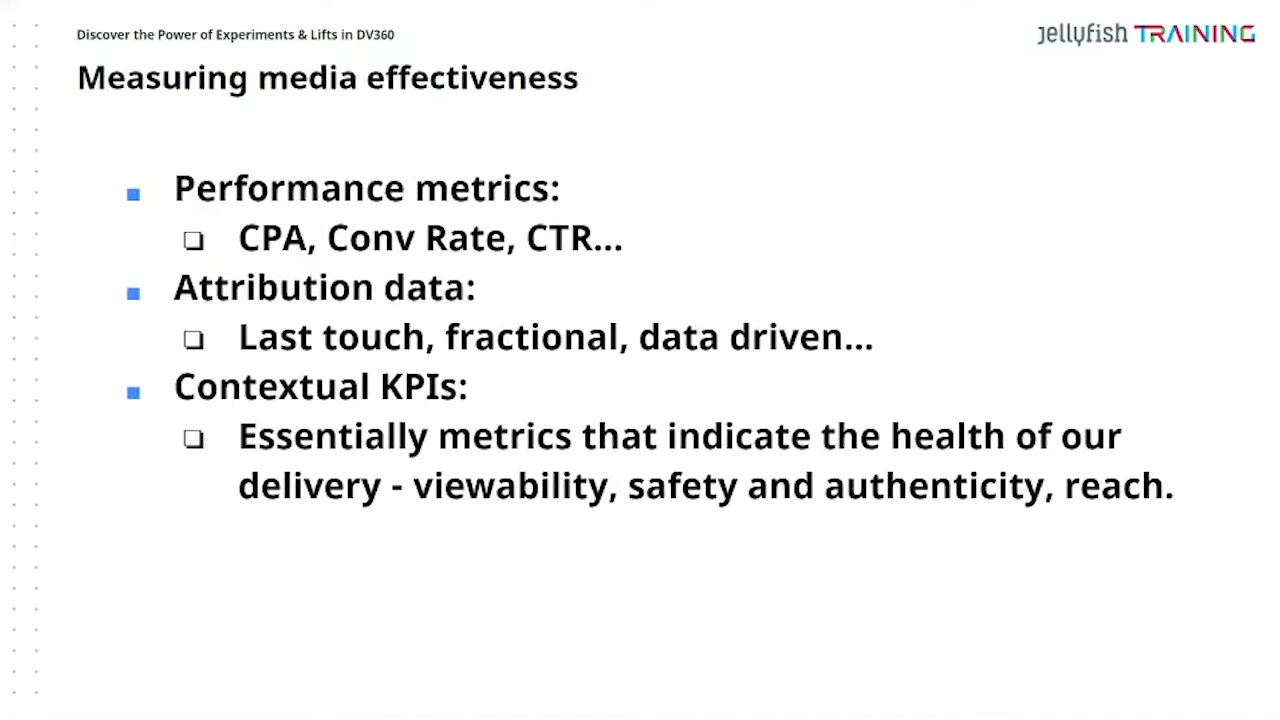 Discover the Power of Experiments & Lifts in DV360
jellyfish TRAINING
Measuring media effectiveness
■ Performance metrics:
❏ CPA, Conv Rate, CTR...
■ Attribution data:
❏ Last touch, fractional, data driven...
■ Contextual KPIs:
❏ Essentially metrics that indicate the health of our
delivery - viewability, safety and authenticity, reach.